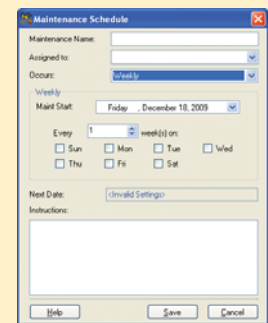 Maintenance Schedule
Maintenance Name:
Assigned to:
Occurs: Weekly
Weekly
Maint Start: Friday , December 18, 2009
Every 1 week(s) on:
Sun Mon Tue Wed
Thu Fri Sat
Next Date: <Invalid Settings>
Instructions:
Help Save Cancel